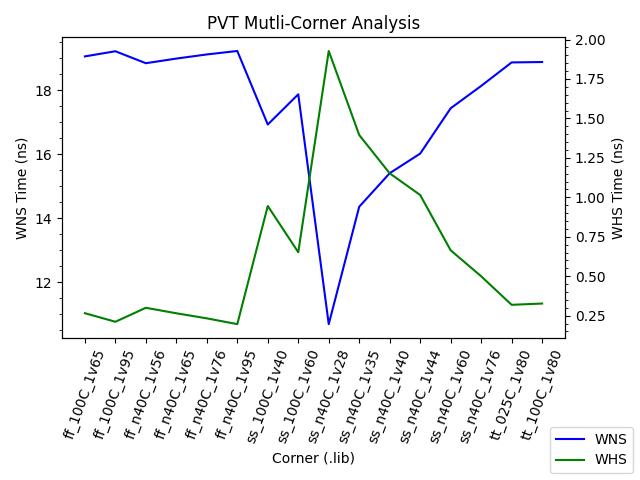 PVT Mutli-Corner Analysis
WNS Time (ns)
18
16
14
12
2.00
1.75
1.50
1.25
1.00
0.75
0.50
0.25
WHS Time (ns)
ff_100C_1v65
ff_100C_1v95
ff_n40C_1v56
ff_n40C_1v65
ff_n40C_1v76
ff_n40C_1v95
ss_100C_1v40
ss_100C_1v60
ss_n40C_1v28
ss_n40C_1v35
ss_n40C_1v40
ss_n40C_1v44
ss_n40C_1v60
ss_n40C_1v76
tt_025C_1v80
tt_100C_1v80
Corner (.lib)
WNS
WHS